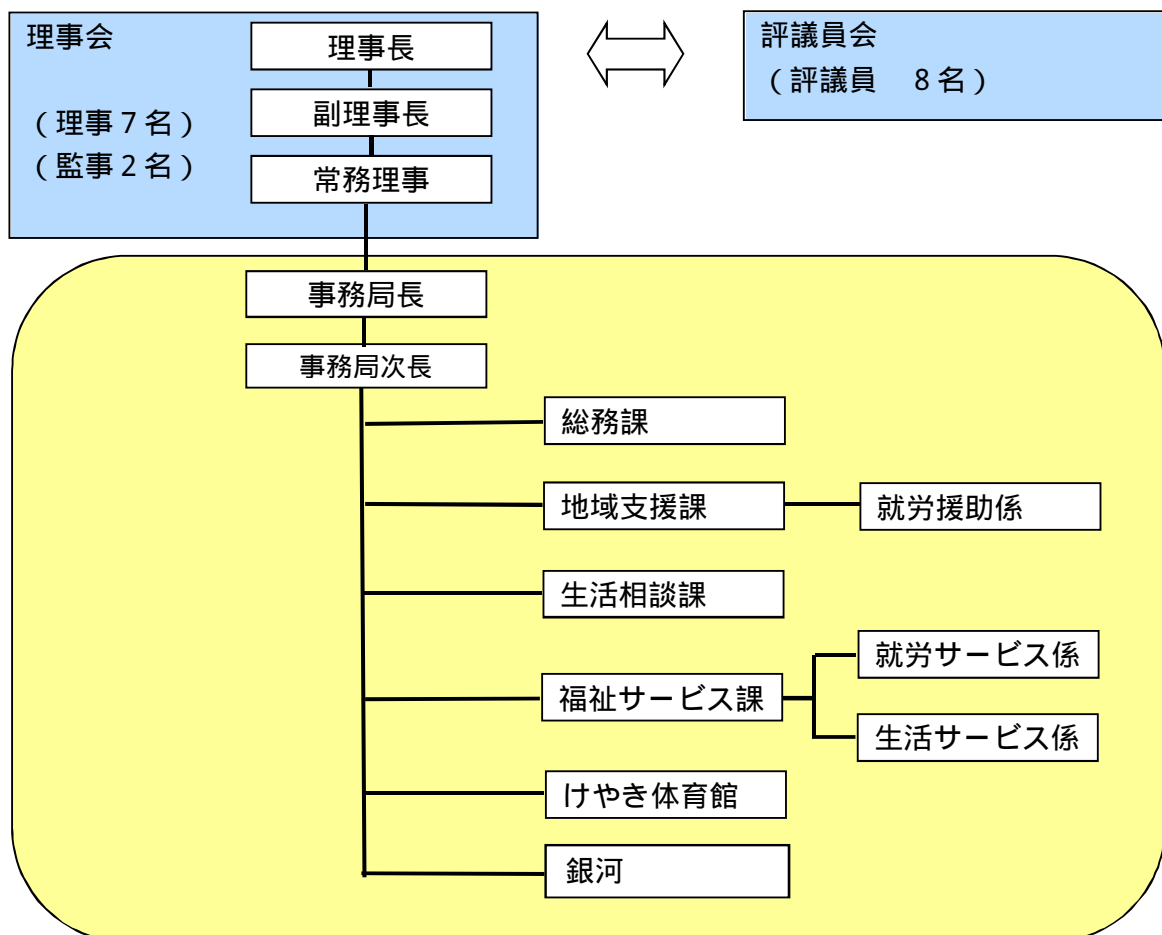 理事会
理事長
副理事長
（理事７名）
（監事２名）
常務理事
評議員会
（評議員　８名）
事務局長
事務局次長
総務課
地域支援課
就労援助係
生活相談課
福祉サービス課
就労サービス係
生活サービス係
けやき体育館
銀河